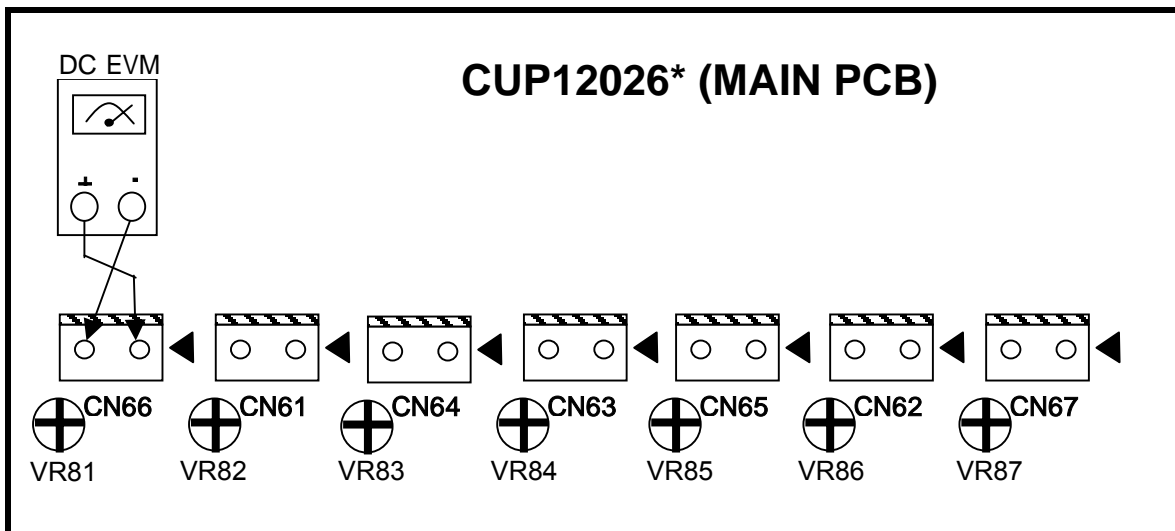 DC EVM
CUP12026* (MAIN PCB)
+ -
CN66 CN61 CN64 CN63 CN65 CN62 CN67
VR81 VR82 VR83 VR84 VR85 VR86 VR87